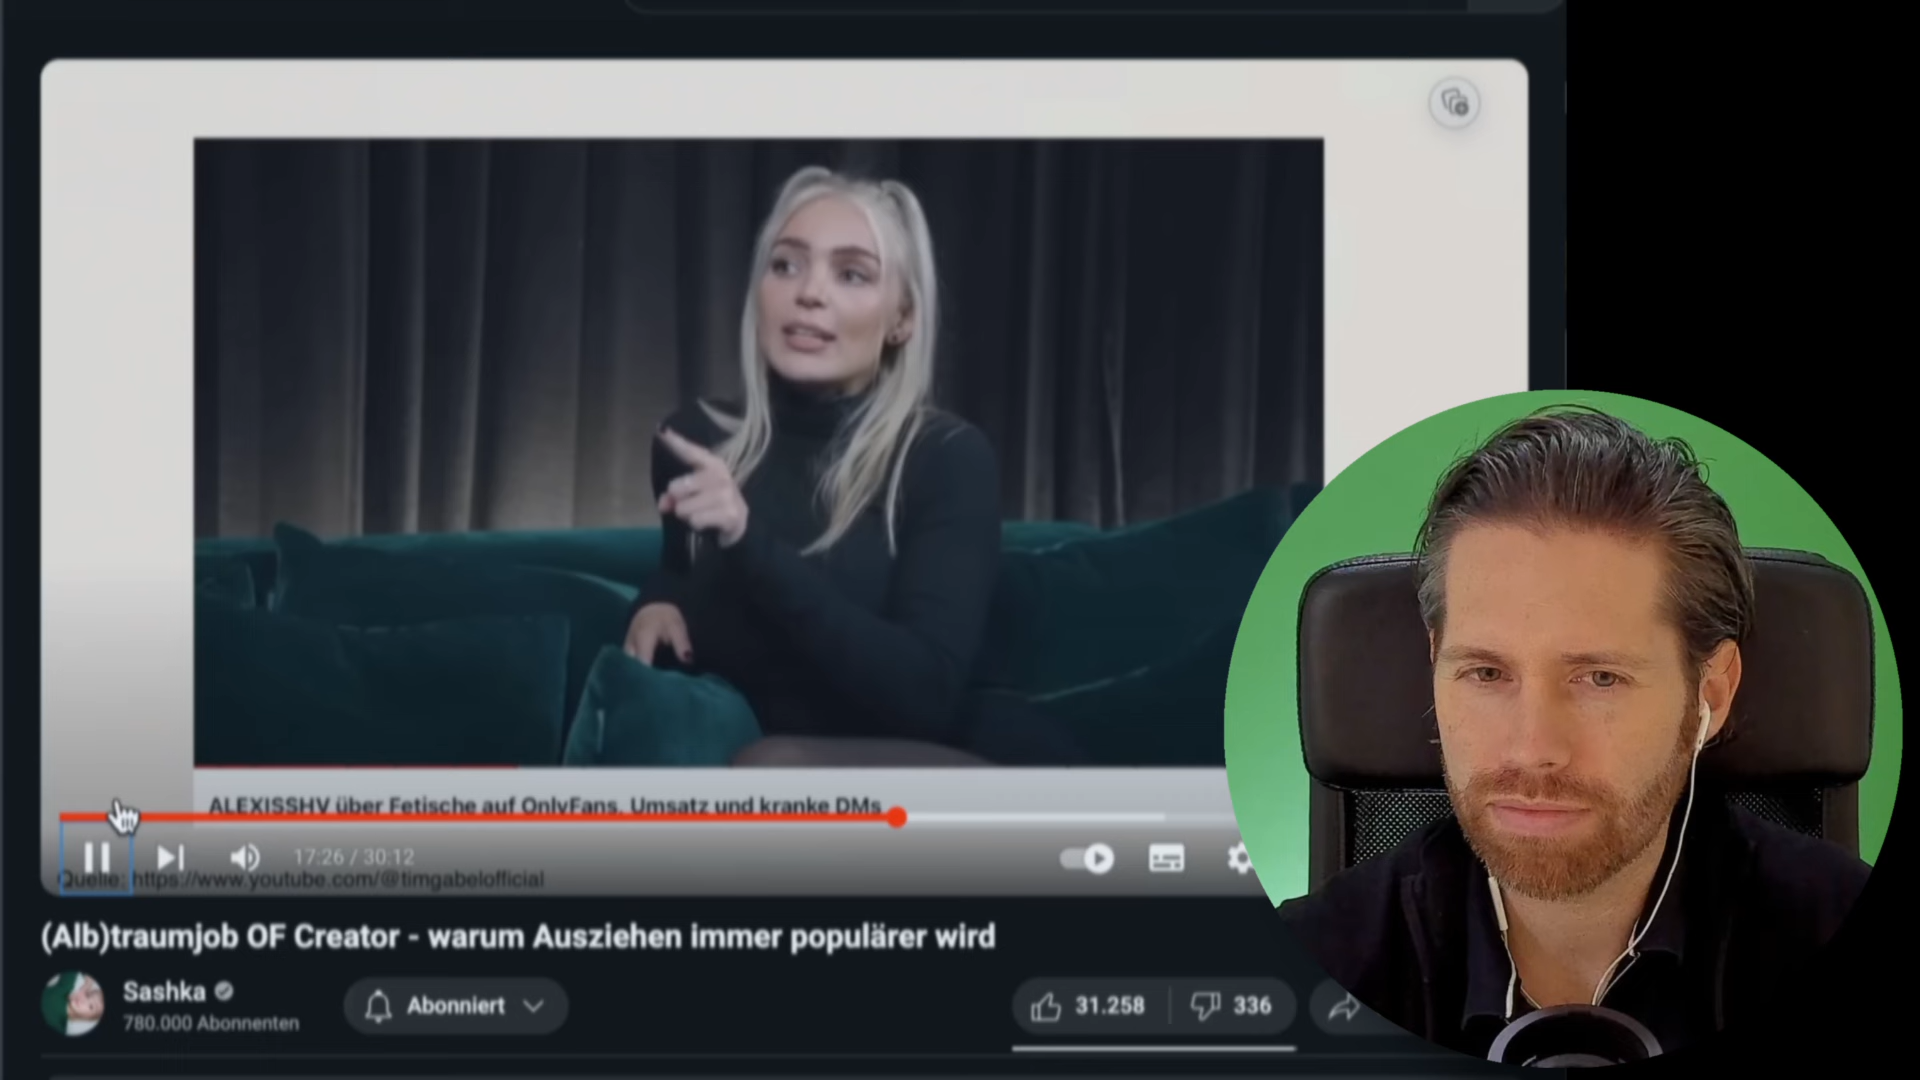 ALEXISSHV über Fetische auf OnlyFans, Umsatz und kranke DMs
17:26 / 30:12
Quelle: https://www.youtube.com/@timgabelofficial
(Alb)traumjob OF Creator - warum Ausziehen immer populärer wird
Sashka
780.000 Abonnenten
Abonniert
31.258
336